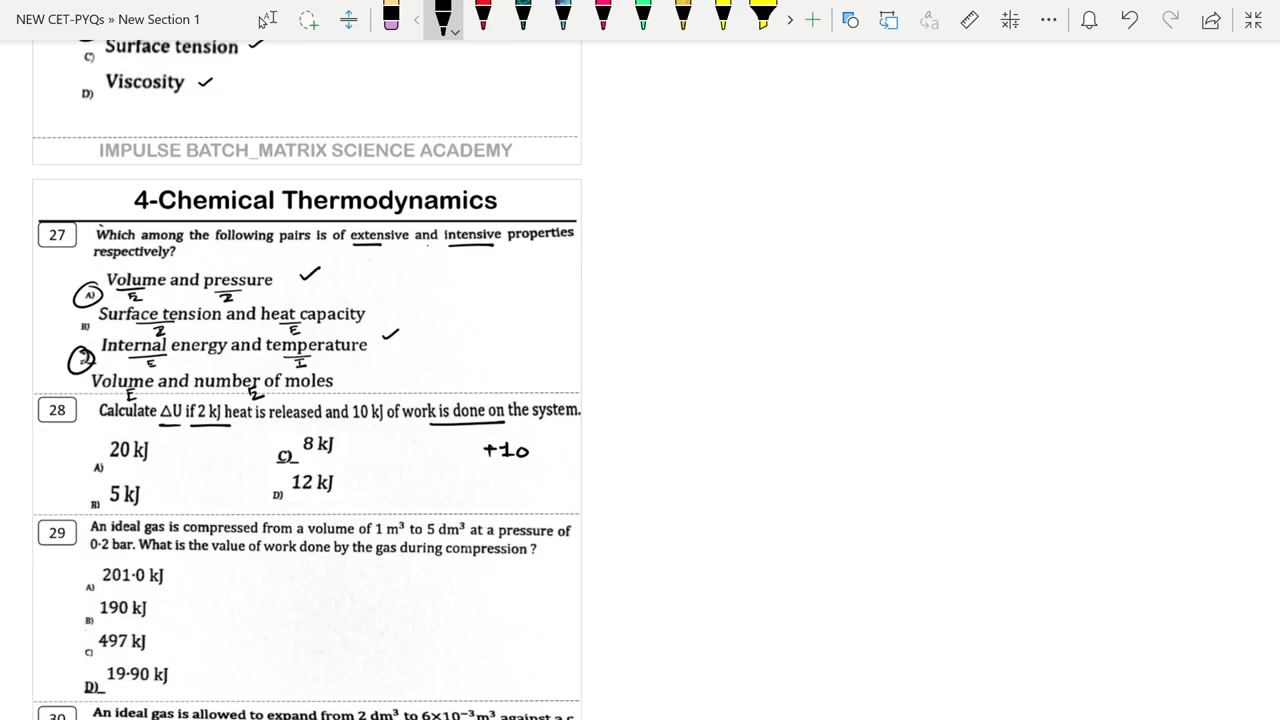 NEW CET-PYQs » New Section 1
C) Surface tension
D) Viscosity
IMPULSE BATCH_MATRIX SCIENCE ACADEMY
4-Chemical Thermodynamics
27 Which among the following pairs is of extensive and intensive properties
respectively?
A) Volume and pressure
E I
B) Surface tension and heat capacity
I E
Internal energy and temperature
E I
Volume and number of moles
E E
28 Calculate △U if 2 kJ heat is released and 10 kJ of work is done on the system.
A) 20 kJ C) 8 kJ +10
B) 5 kJ D) 12 kJ
29 An ideal gas is compressed from a volume of 1 m³ to 5 dm³ at a pressure of
0·2 bar. What is the value of work done by the gas during compression ?
A) 201·0 kJ
B) 190 kJ
C) 497 kJ
D) 19·90 kJ
30 An ideal gas is allowed to expand from 2 dm³ to 6×10⁻³m³ against a c